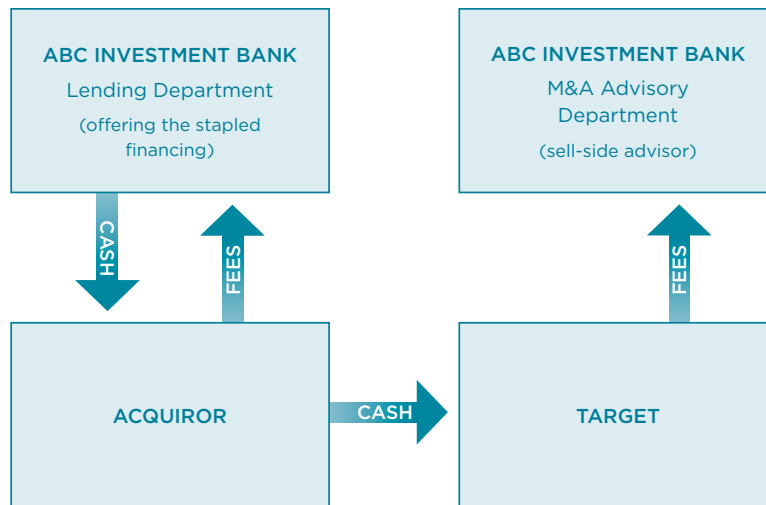 ABC INVESTMENT BANK
Lending Department
(offering the stapled
financing)
ABC INVESTMENT BANK
M&A Advisory
Department
(sell-side advisor)
CASH
FEES
FEES
ACQUIROR
CASH
TARGET